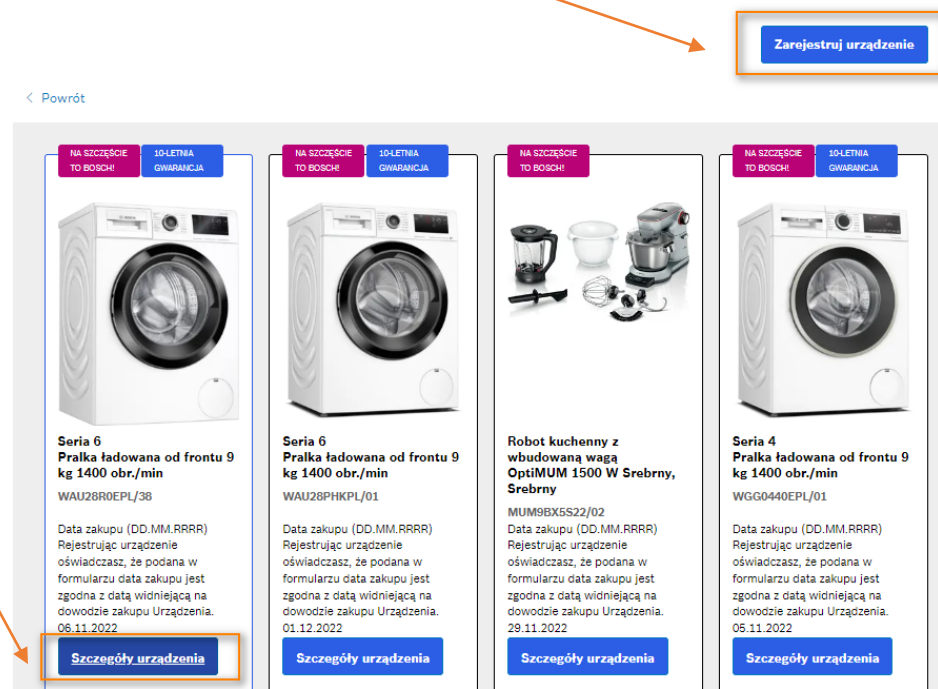 Zarejestruj urządzenie
< Powrót
NA SZCZĘŚCIE
TO BOSCH!
10-LETNIA
GWARANCJA
Seria 6
Pralka ładowana od frontu 9
kg 1400 obr./min
WAU28R0EPL/38
Data zakupu (DD.MM.RRRR)
Rejestrując urządzenie
oświadczasz, że podana w
formularzu data zakupu jest
zgodna z datą widniejącą na
dowodzie zakupu Urządzenia.
06.11.2022
Szczegóły urządzenia
NA SZCZĘŚCIE
TO BOSCH!
10-LETNIA
GWARANCJA
Seria 6
Pralka ładowana od frontu 9
kg 1400 obr./min
WAU28PHKPL/01
Data zakupu (DD.MM.RRRR)
Rejestrując urządzenie
oświadczasz, że podana w
formularzu data zakupu jest
zgodna z datą widniejącą na
dowodzie zakupu Urządzenia.
01.12.2022
Szczegóły urządzenia
NA SZCZĘŚCIE
TO BOSCH!
Robot kuchenny z
wbudowaną wagą
OptiMUM 1500 W Srebrny,
Srebrny
MUM9BX5S22/02
Data zakupu (DD.MM.RRRR)
Rejestrując urządzenie
oświadczasz, że podana w
formularzu data zakupu jest
zgodna z datą widniejącą na
dowodzie zakupu Urządzenia.
29.11.2022
Szczegóły urządzenia
NA SZCZĘŚCIE
TO BOSCH!
10-LETNIA
GWARANCJA
Seria 4
Pralka ładowana od frontu 9
kg 1400 obr./min
WGG0440EPL/01
Data zakupu (DD.MM.RRRR)
Rejestrując urządzenie
oświadczasz, że podana w
formularzu data zakupu jest
zgodna z datą widniejącą na
dowodzie zakupu Urządzenia.
05.11.2022
Szczegóły urządzenia